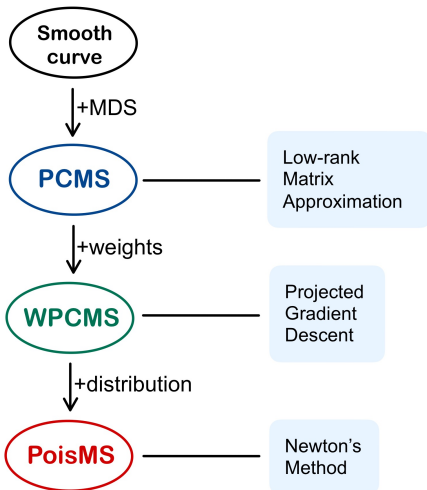 Smooth
curve
+MDS
PCMS
Low-rank
Matrix
Approximation
+weights
WPCMS
Projected
Gradient
Descent
+distribution
PoisMS
Newton's
Method